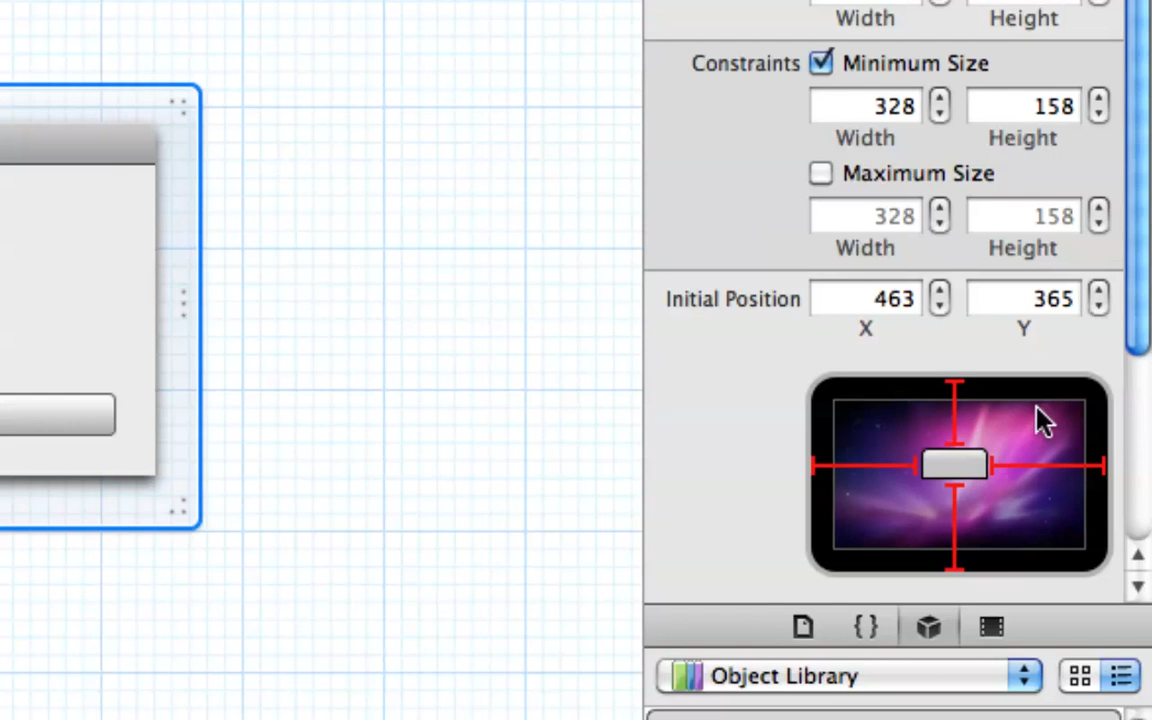 Width Height
Constraints Minimum Size
328 158
Width Height
Maximum Size
328 158
Width Height
Initial Position 463 365
X Y
{ }
Object Library